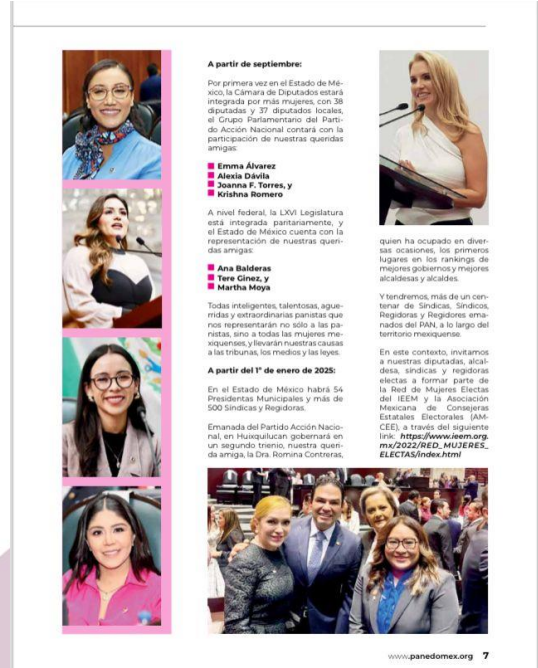 A partir de septiembre:
Por primera vez en el Estado de Mé-
xico, la Cámara de Diputados estará
integrada por más mujeres, con 38
diputadas y 37 diputados locales,
el Grupo Parlamentario del Parti-
do Acción Nacional contará con la
participación de nuestras queridas
amigas:
Emma Álvarez
Alexia Dávila
Joanna F. Torres, y
Krishna Romero
A nivel federal, la LXVI Legislatura
está integrada paritariamente, y
el Estado de México cuenta con la
representación de nuestras queri-
das amigas:
Ana Balderas
Tere Ginez, y
Martha Moya
Todas inteligentes, talentosas, ague-
rridas y extraordinarias panistas que
nos representarán no sólo a las pa-
nistas, sino a todas las mujeres me-
xiquenses, y llevarán nuestras causas
a las tribunas, los medios y las leyes.
A partir del 1° de enero de 2025:
En el Estado de México habrá 54
Presidentas Municipales y más de
500 Síndicas y Regidoras.
Emanada del Partido Acción Nacio-
nal, en Huixquilucan gobernará en
un segundo trienio, nuestra queri-
da amiga, la Dra. Romina Contreras,
quien ha ocupado en diver-
sas ocasiones, los primeros
lugares en los rankings de
mejores gobiernos y mejores
alcaldesas y alcaldes.
Y tendremos, más de un cen-
tenar de Síndicas, Síndicos,
Regidoras y Regidores ema-
nados del PAN, a lo largo del
territorio mexiquense.
En este contexto, invitamos
a nuestras diputadas, alcal-
desa, síndicas y regidoras
electas a formar parte de
la Red de Mujeres Electas
del IEEM y la Asociación
Mexicana de Consejeras
Estatales Electorales (AM-
CEE), a través del siguiente
link: https://www.ieem.org.
mx/2022/RED_MUJERES_
ELECTAS/index.html
www.panedomex.org 7